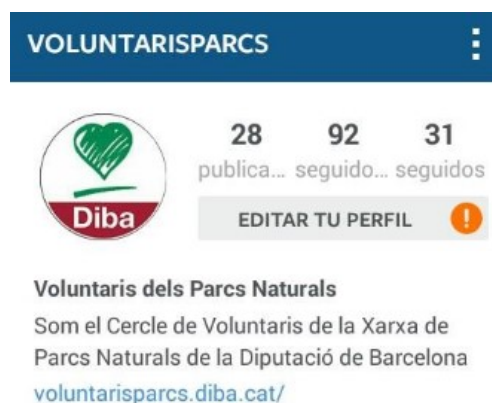 VOLUNTARISPARCS
28 92 31
publica... seguido... seguidos
Diba
EDITAR TU PERFIL !
Voluntaris dels Parcs Naturals
Som el Cercle de Voluntaris de la Xarxa de
Parcs Naturals de la Diputació de Barcelona
voluntarisparcs.diba.cat/